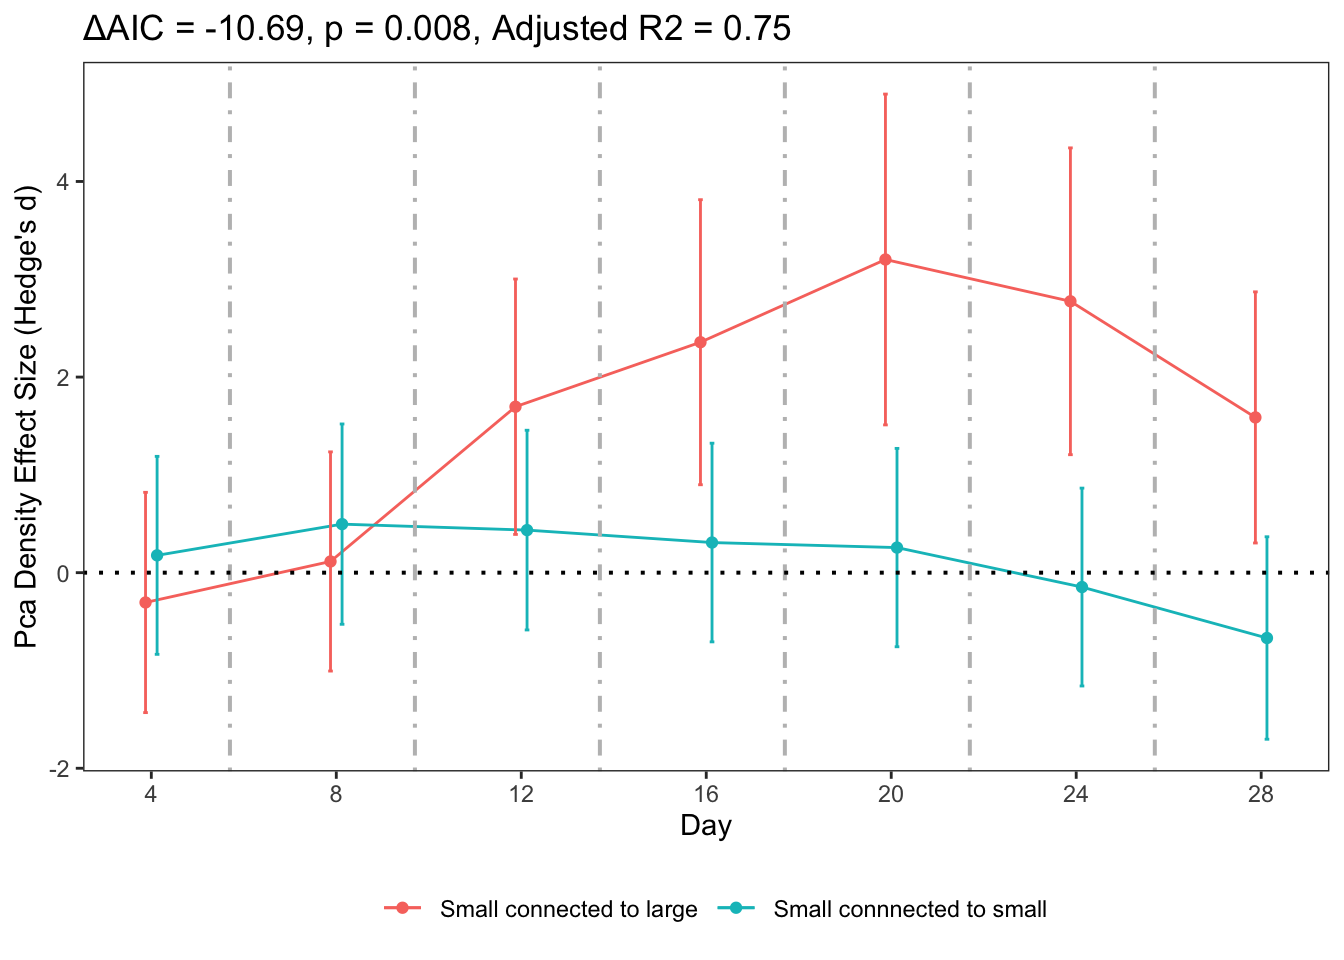 ΔAIC = -10.69, p = 0.008, Adjusted R2 = 0.75
Pca Density Effect Size (Hedge's d)
4
2
0
-2
4 8 12 16 20 24 28
Day
Small connected to large Small connnected to small